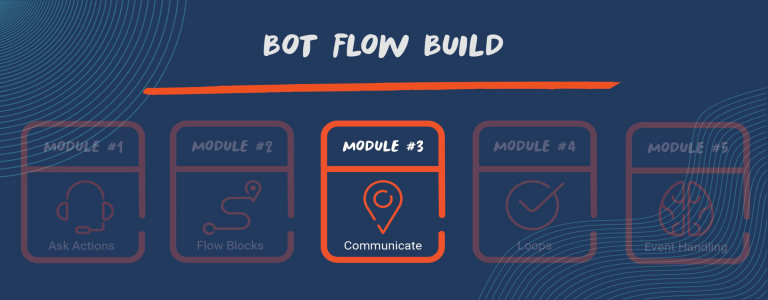 BOT FLOW BUILD
MODULE #1
MODULE #2
MODULE #3
MODULE #4
MODULE #5
Ask Actions
Flow Blocks
Communicate
Loops
Event Handling